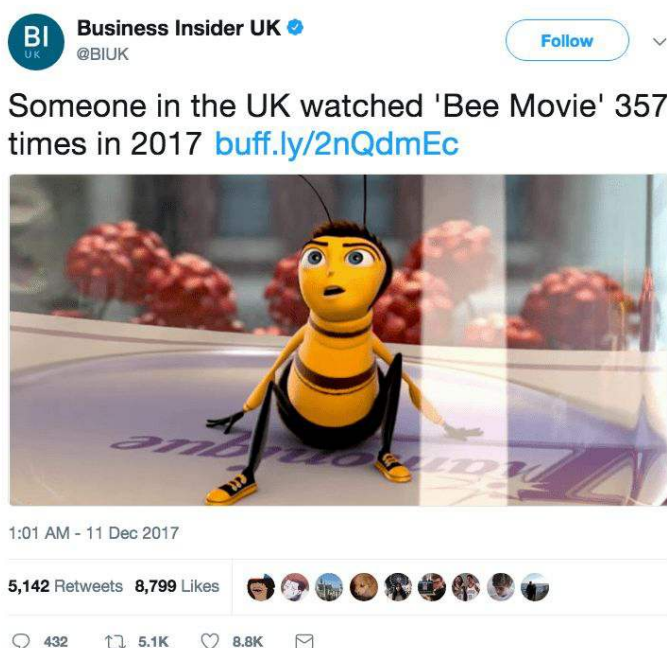 BI
UK
Business Insider UK
@BIUK
Follow
Someone in the UK watched 'Bee Movie' 357
times in 2017 buff.ly/2nQdmEc
1:01 AM - 11 Dec 2017
5,142 Retweets 8,799 Likes
432 5.1K 8.8K